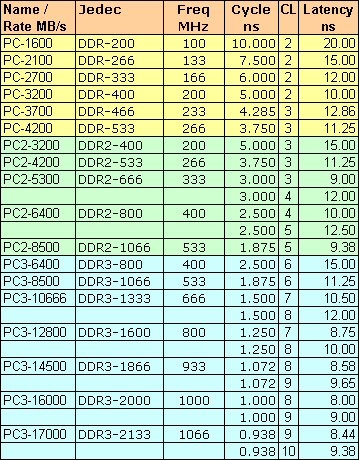 Name / Jedec Freq Cycle CL Latency
Rate MB/s MHz ns ns
PC-1600 DDR-200 100 10.000 2 20.00
PC-2100 DDR-266 133 7.500 2 15.00
PC-2700 DDR-333 166 6.000 2 12.00
PC-3200 DDR-400 200 5.000 2 10.00
PC-3700 DDR-466 233 4.285 3 12.86
PC-4200 DDR-533 266 3.750 3 11.25
PC2-3200 DDR2-400 200 5.000 3 15.00
PC2-4200 DDR2-533 266 3.750 3 11.25
PC2-5300 DDR2-666 333 3.000 3 9.00
3.000 4 12.00
PC2-6400 DDR2-800 400 2.500 4 10.00
2.500 5 12.50
PC2-8500 DDR2-1066 533 1.875 5 9.38
PC3-6400 DDR3-800 400 2.500 6 15.00
PC3-8500 DDR3-1066 533 1.875 6 11.25
PC3-10666 DDR3-1333 666 1.500 7 10.50
1.500 8 12.00
PC3-12800 DDR3-1600 800 1.250 7 8.75
1.250 8 10.00
PC3-14500 DDR3-1866 933 1.072 8 8.58
1.072 9 9.65
PC3-16000 DDR3-2000 1000 1.000 8 8.00
1.000 9 9.00
PC3-17000 DDR3-2133 1066 0.938 9 8.44
0.938 10 9.38